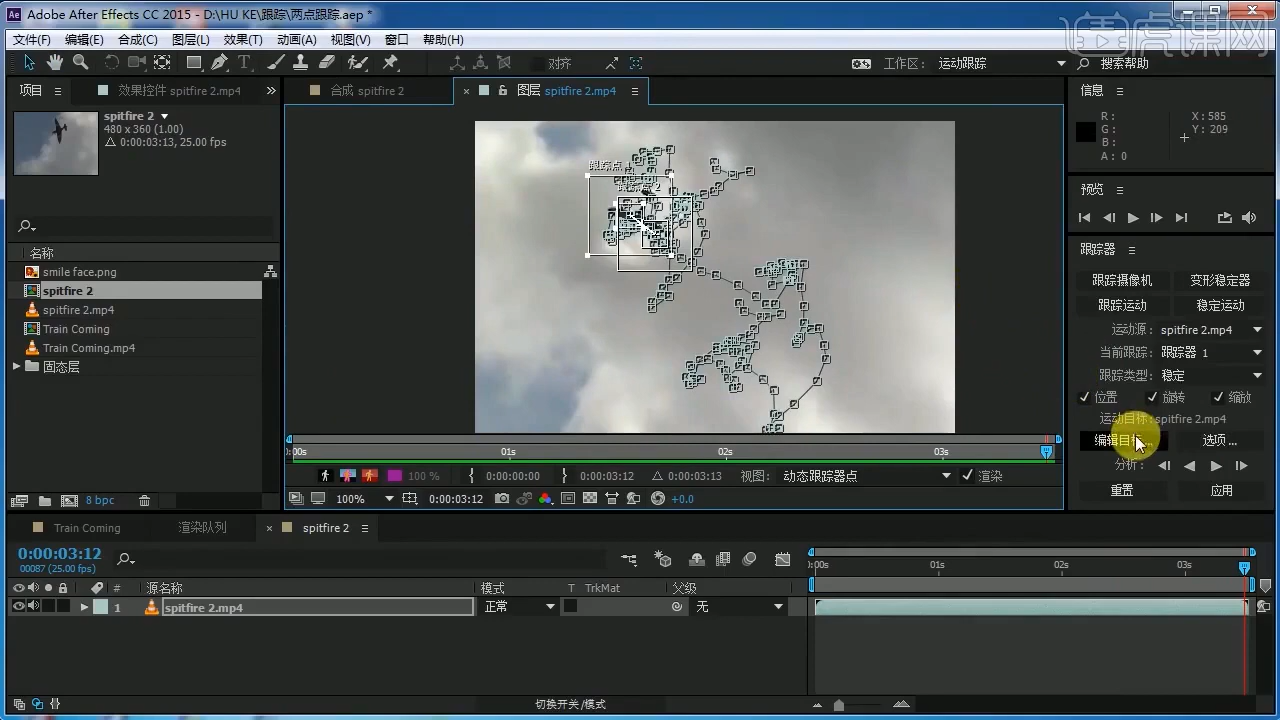 Adobe After Effects CC 2015 - D:\HU KE\跟踪\两点跟踪.aep *
虎课网
文件(F) 编辑(E) 合成(C) 图层(L) 效果(T) 动画(A) 视图(V) 窗口 帮助(H)
对齐 工作区: 运动跟踪 搜索帮助
项目 效果控件 spitfire 2.mp4
合成 spitfire 2
图层 spitfire 2.mp4
信息
spitfire 2
480 x 360 (1.00)
Δ 0:00:03:13, 25.00 fps
R:
G:
B:
A: 0
X: 585
Y: 209
预览
跟踪点 1
跟踪点 2
名称
smile face.png
spitfire 2
spitfire 2.mp4
Train Coming
Train Coming.mp4
固态层
8 bpc
跟踪器
跟踪摄像机 变形稳定器
跟踪运动 稳定运动
运动源: spitfire 2.mp4
当前跟踪: 跟踪器 1
跟踪类型: 稳定
位置 旋转 缩放
运动目标: spitfire 2.mp4
编辑目标... 选项...
分析:
重置 应用
:00s 01s 02s 03s
100 % 0:00:00:00 0:00:03:12 Δ 0:00:03:13 视图: 动态跟踪器点 渲染
100% 0:00:03:12 +0.0
Train Coming 渲染队列 spitfire 2
0:00:03:12
00087 (25.00 fps)
:00s 01s 02s 03s
# 源名称 模式 T TrkMat 父级
1 spitfire 2.mp4 正常 无
切换开关/模式